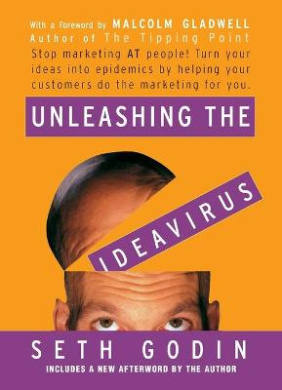 With a Foreword by MALCOLM GLADWELL
Author of The Tipping Point
Stop marketing AT people! Turn your
ideas into epidemics by helping your
customers do the marketing for you.
UNLEASHING THE
IDEAVIRUS
SETH GODIN
INCLUDES A NEW AFTERWORD BY THE AUTHOR